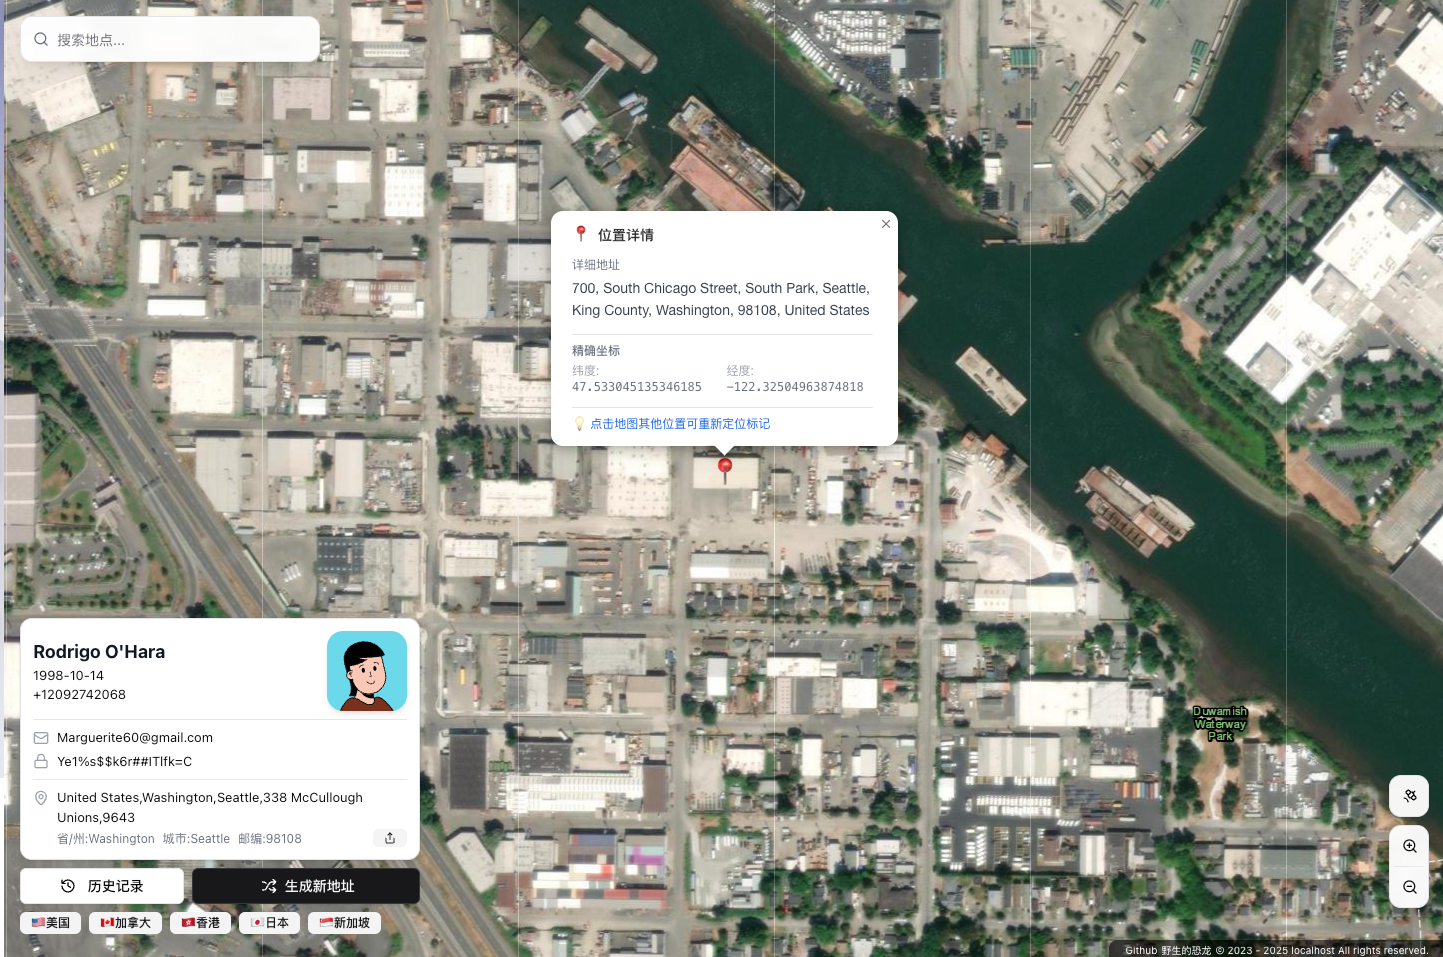 搜索地点...
位置详情
详细地址
700, South Chicago Street, South Park, Seattle,
King County, Washington, 98108, United States
精确坐标
纬度: 经度:
47.533045135346185 -122.32504963874818
点击地图其他位置可重新定位标记
Rodrigo O'Hara
1998-10-14
+12092742068
Marguerite60@gmail.com
Ye1%s$$k6r##ITlfk=C
United States,Washington,Seattle,338 McCullough
Unions,9643
省/州:Washington 城市:Seattle 邮编:98108
历史记录 生成新地址
美国 加拿大 香港 日本 新加坡
Duwamish
Waterway
Park
Github 野生的恐龙 © 2023 - 2025 localhost All rights reserved.